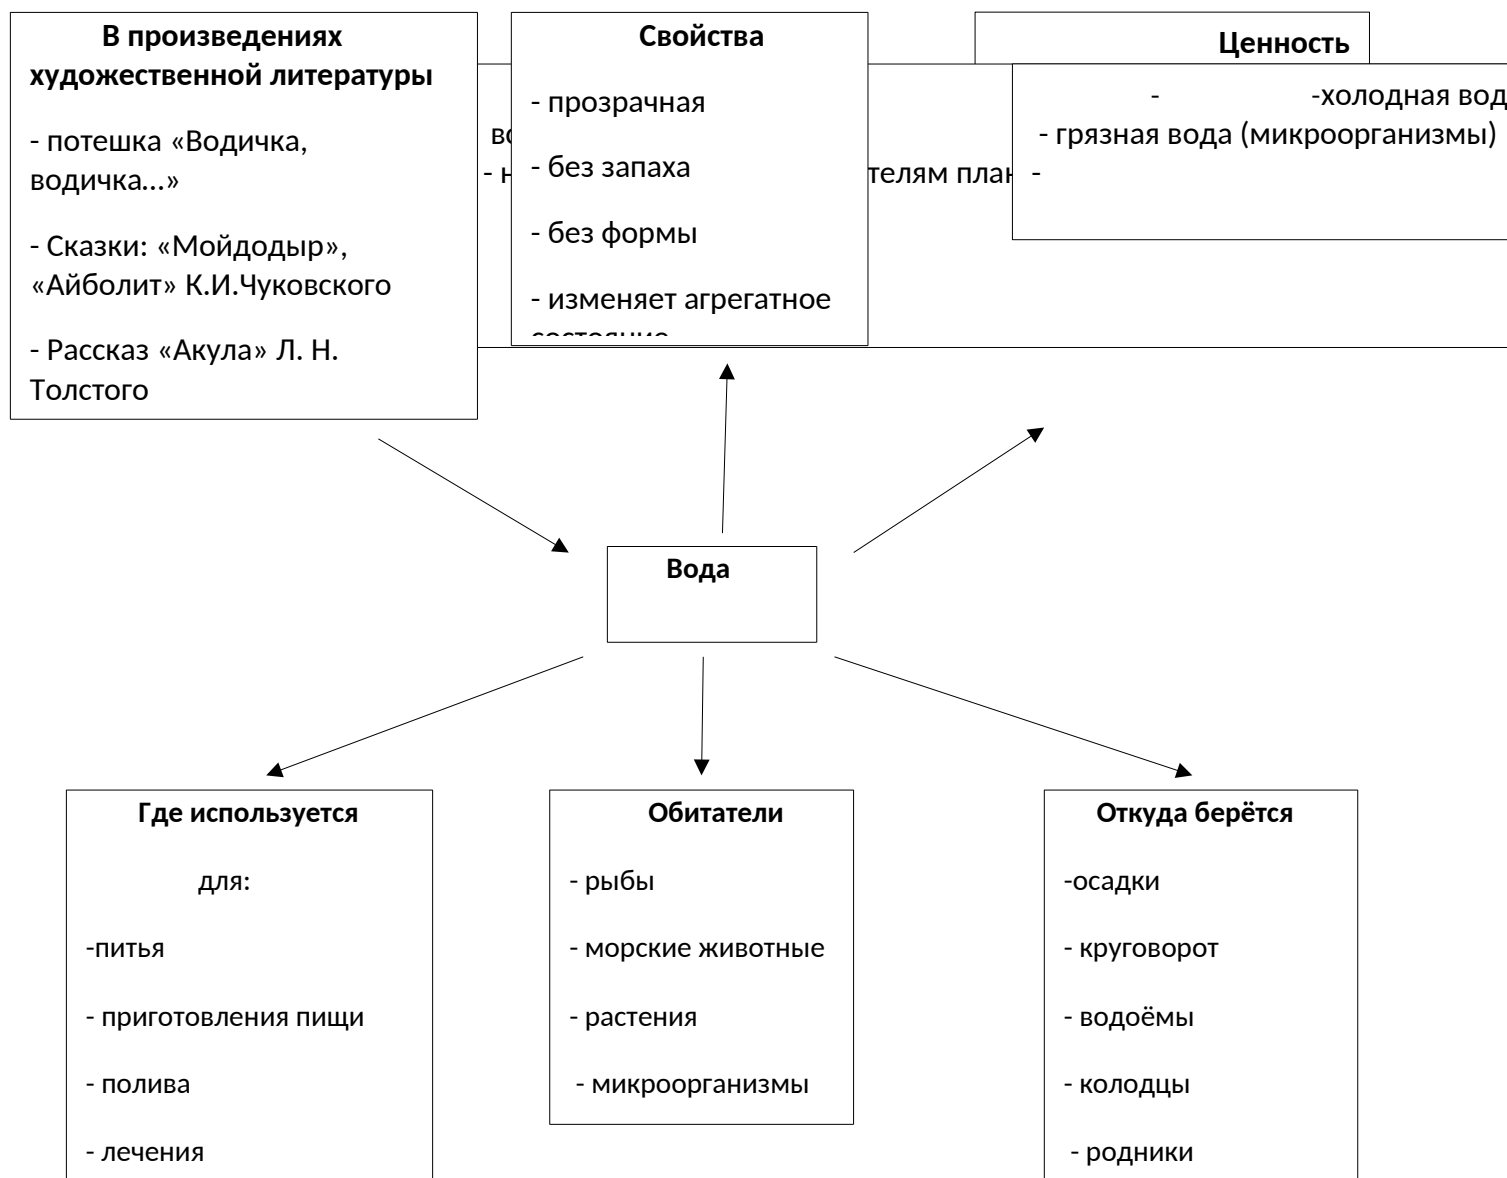 В произведениях
художественной литературы
- потешка «Водичка,
водичка…»
- Сказки: «Мойдодыр»,
«Айболит» К.И.Чуковского
- Рассказ «Акула» Л. Н.
Толстого
Свойства
- прозрачная
- без запаха
- без формы
- изменяет агрегатное
состояние
Ценность
- -холодная вод
- грязная вода (микроорганизмы)
-
Вода
Где используется
для:
-питья
- приготовления пищи
- полива
- лечения
Обитатели
- рыбы
- морские животные
- растения
- микроорганизмы
Откуда берётся
-осадки
- круговорот
- водоёмы
- колодцы
- родники